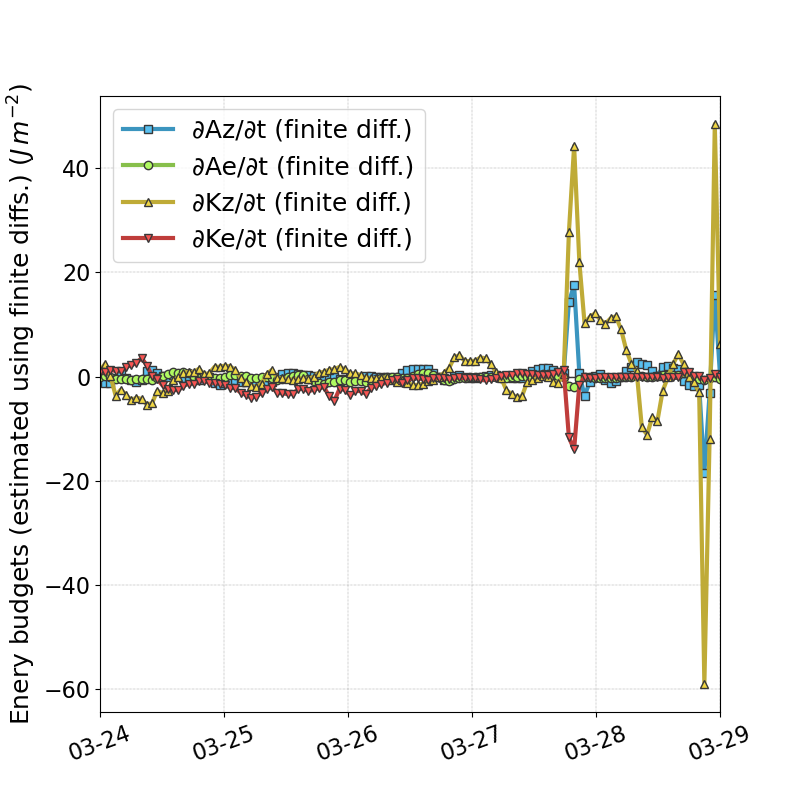 Enery budgets (estimated using finite diffs.) (J m⁻²)
∂Az/∂t (finite diff.)
∂Ae/∂t (finite diff.)
∂Kz/∂t (finite diff.)
∂Ke/∂t (finite diff.)
40
20
0
−20
−40
−60
03-24 03-25 03-26 03-27 03-28 03-29